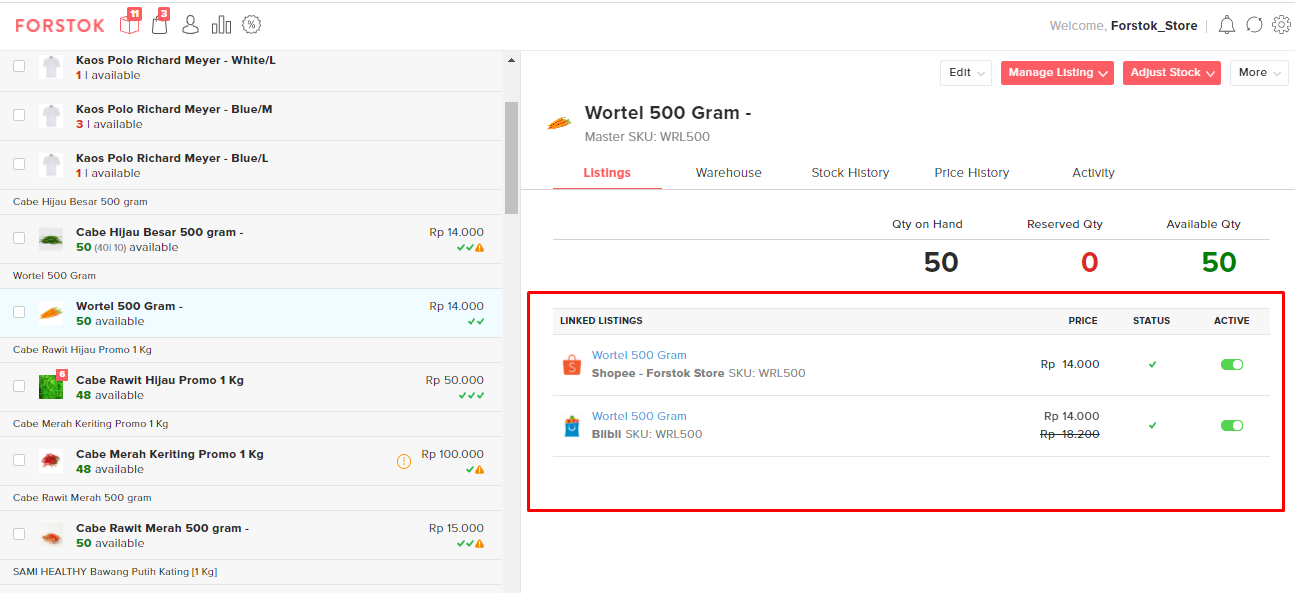 FORSTOK
11
3
Welcome, Forstok_Store
Kaos Polo Richard Meyer - White/L
1 | available
Kaos Polo Richard Meyer - Blue/M
3 | available
Kaos Polo Richard Meyer - Blue/L
1 | available
Cabe Hijau Besar 500 gram
Cabe Hijau Besar 500 gram -
Rp 14.000
50 (40| 10) available
Wortel 500 Gram
Wortel 500 Gram -
Rp 14.000
50 available
Cabe Rawit Hijau Promo 1 Kg
6
Cabe Rawit Hijau Promo 1 Kg
Rp 50.000
48 available
Cabe Merah Keriting Promo 1 Kg
Cabe Merah Keriting Promo 1 Kg
Rp 100.000
48 available
Cabe Rawit Merah 500 gram
Cabe Rawit Merah 500 gram -
Rp 15.000
50 available
SAMI HEALTHY Bawang Putih Kating [1 Kg]
Edit
Manage Listing
Adjust Stock
More
Wortel 500 Gram -
Master SKU: WRL500
Listings
Warehouse
Stock History
Price History
Activity
Qty on Hand
Reserved Qty
Available Qty
50
0
50
LINKED LISTINGS
PRICE
STATUS
ACTIVE
Wortel 500 Gram
Shopee - Forstok Store SKU: WRL500
Rp 14.000
Wortel 500 Gram
Blibli SKU: WRL500
Rp 14.000
Rp 18.200